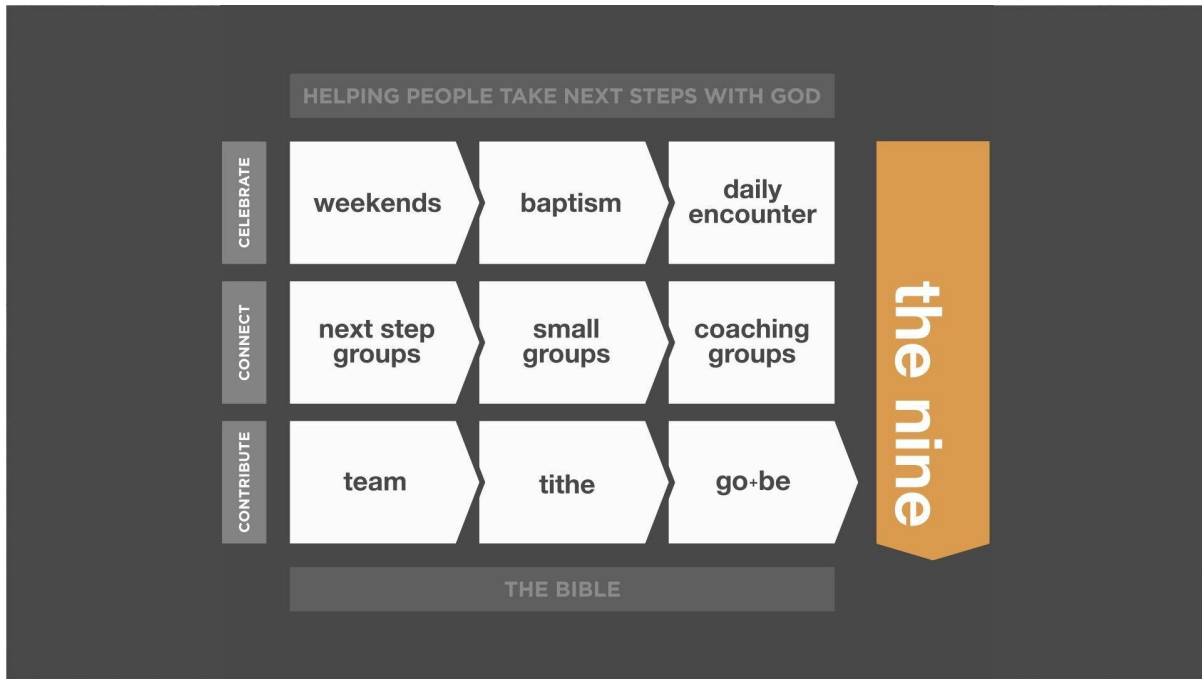 HELPING PEOPLE TAKE NEXT STEPS WITH GOD
CELEBRATE
weekends
baptism
daily
encounter
CONNECT
next step
groups
small
groups
coaching
groups
CONTRIBUTE
team
tithe
go+be
the nine
THE BIBLE